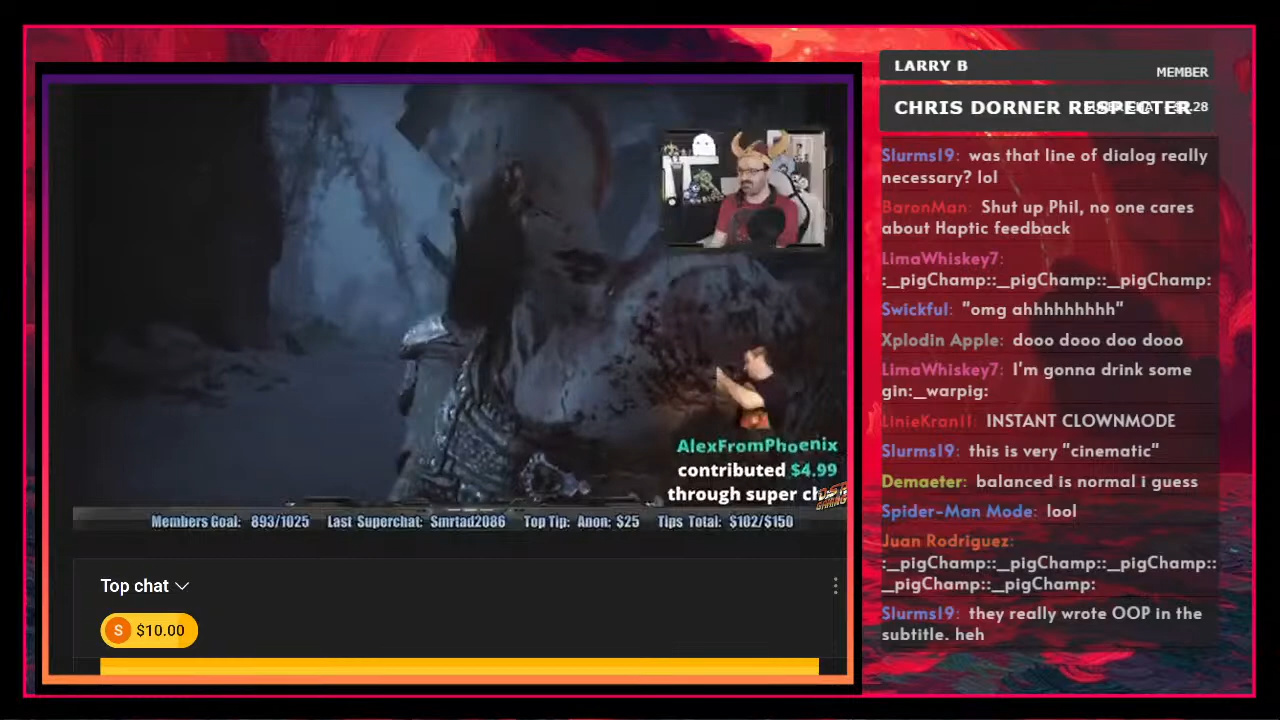 LARRY B
MEMBER
CHRIS DORNER RESPECTER
Slurms19: was that line of dialog really
necessary? lol
BaronMan: Shut up Phil, no one cares
about Haptic feedback
LimaWhiskey7:
:_pigChamp::_pigChamp::_pigChamp:
Swickful: "omg ahhhhhhhhh"
Xplodin Apple: dooo dooo doo dooo
LimaWhiskey7: I'm gonna drink some
gin:_warpig:
LinieKran11: INSTANT CLOWNMODE
Slurms19: this is very "cinematic"
Demaeter: balanced is normal i guess
Spider-Man Mode: lool
Juan Rodriguez:
:_pigChamp::_pigChamp::_pigChamp::
_pigChamp::_pigChamp:
Slurms19: they really wrote OOP in the
subtitle. heh
AlexFromPhoenix
contributed $4.99
through super
DSP
GAMING
Members Goal: 893/1025 Last Superchat: Smrtad2086 Top Tip: Anon: $25 Tips Total: $102/$150
Top chat
S $10.00